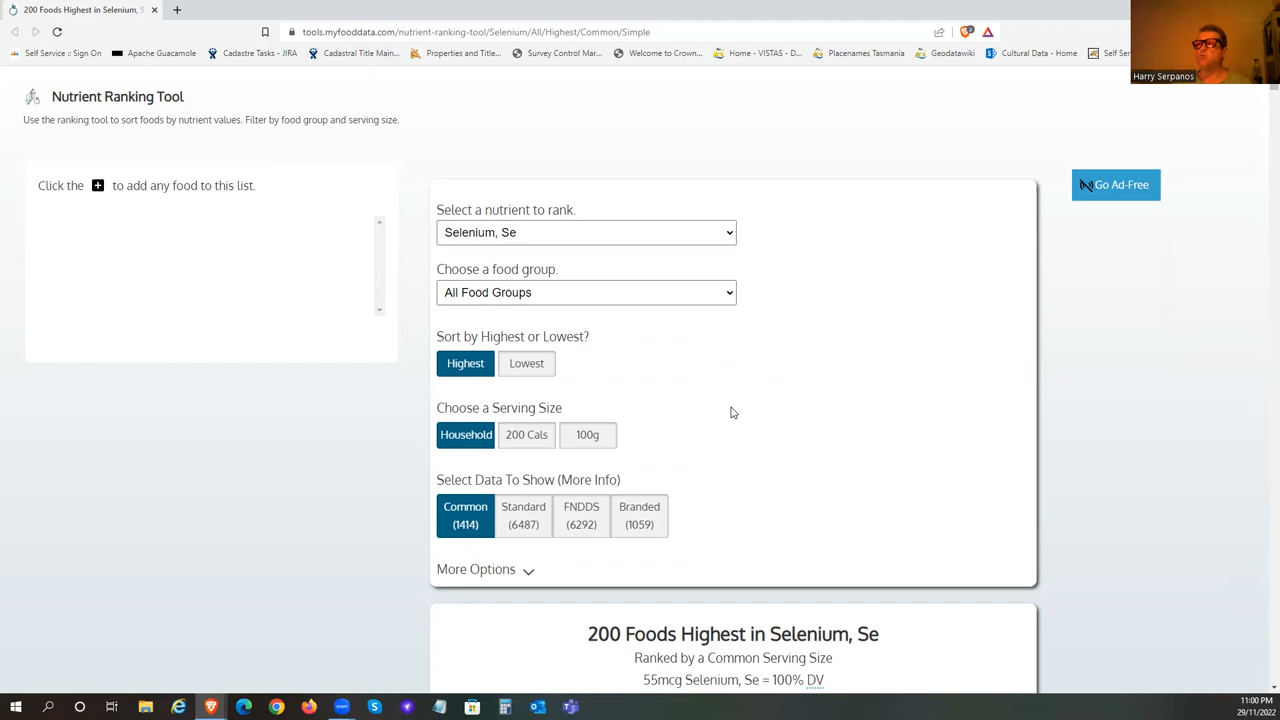 200 Foods Highest in Selenium, S
tools.myfooddata.com/nutrient-ranking-tool/Selenium/All/Highest/Common/Simple
Self Service :: Sign On
Apache Guacamole
Cadastre Tasks - JIRA
Cadastral Title Main...
Properties and Title...
Survey Control Mar...
Welcome to Crown...
Home - VISTAS - D...
Placenames Tasmania
Geodatawiki
Cultural Data - Home
Self Serv
Harry Serpanos
Nutrient Ranking Tool
Use the ranking tool to sort foods by nutrient values. Filter by food group and serving size.
Click the + to add any food to this list.
Go Ad-Free
Select a nutrient to rank.
Selenium, Se
Choose a food group.
All Food Groups
Sort by Highest or Lowest?
Highest Lowest
Choose a Serving Size
Household 200 Cals 100g
Select Data To Show (More Info)
Common Standard FNDDS Branded
(1414) (6487) (6292) (1059)
More Options
200 Foods Highest in Selenium, Se
Ranked by a Common Serving Size
55mcg Selenium, Se = 100% DV
11:00 PM
29/11/2022